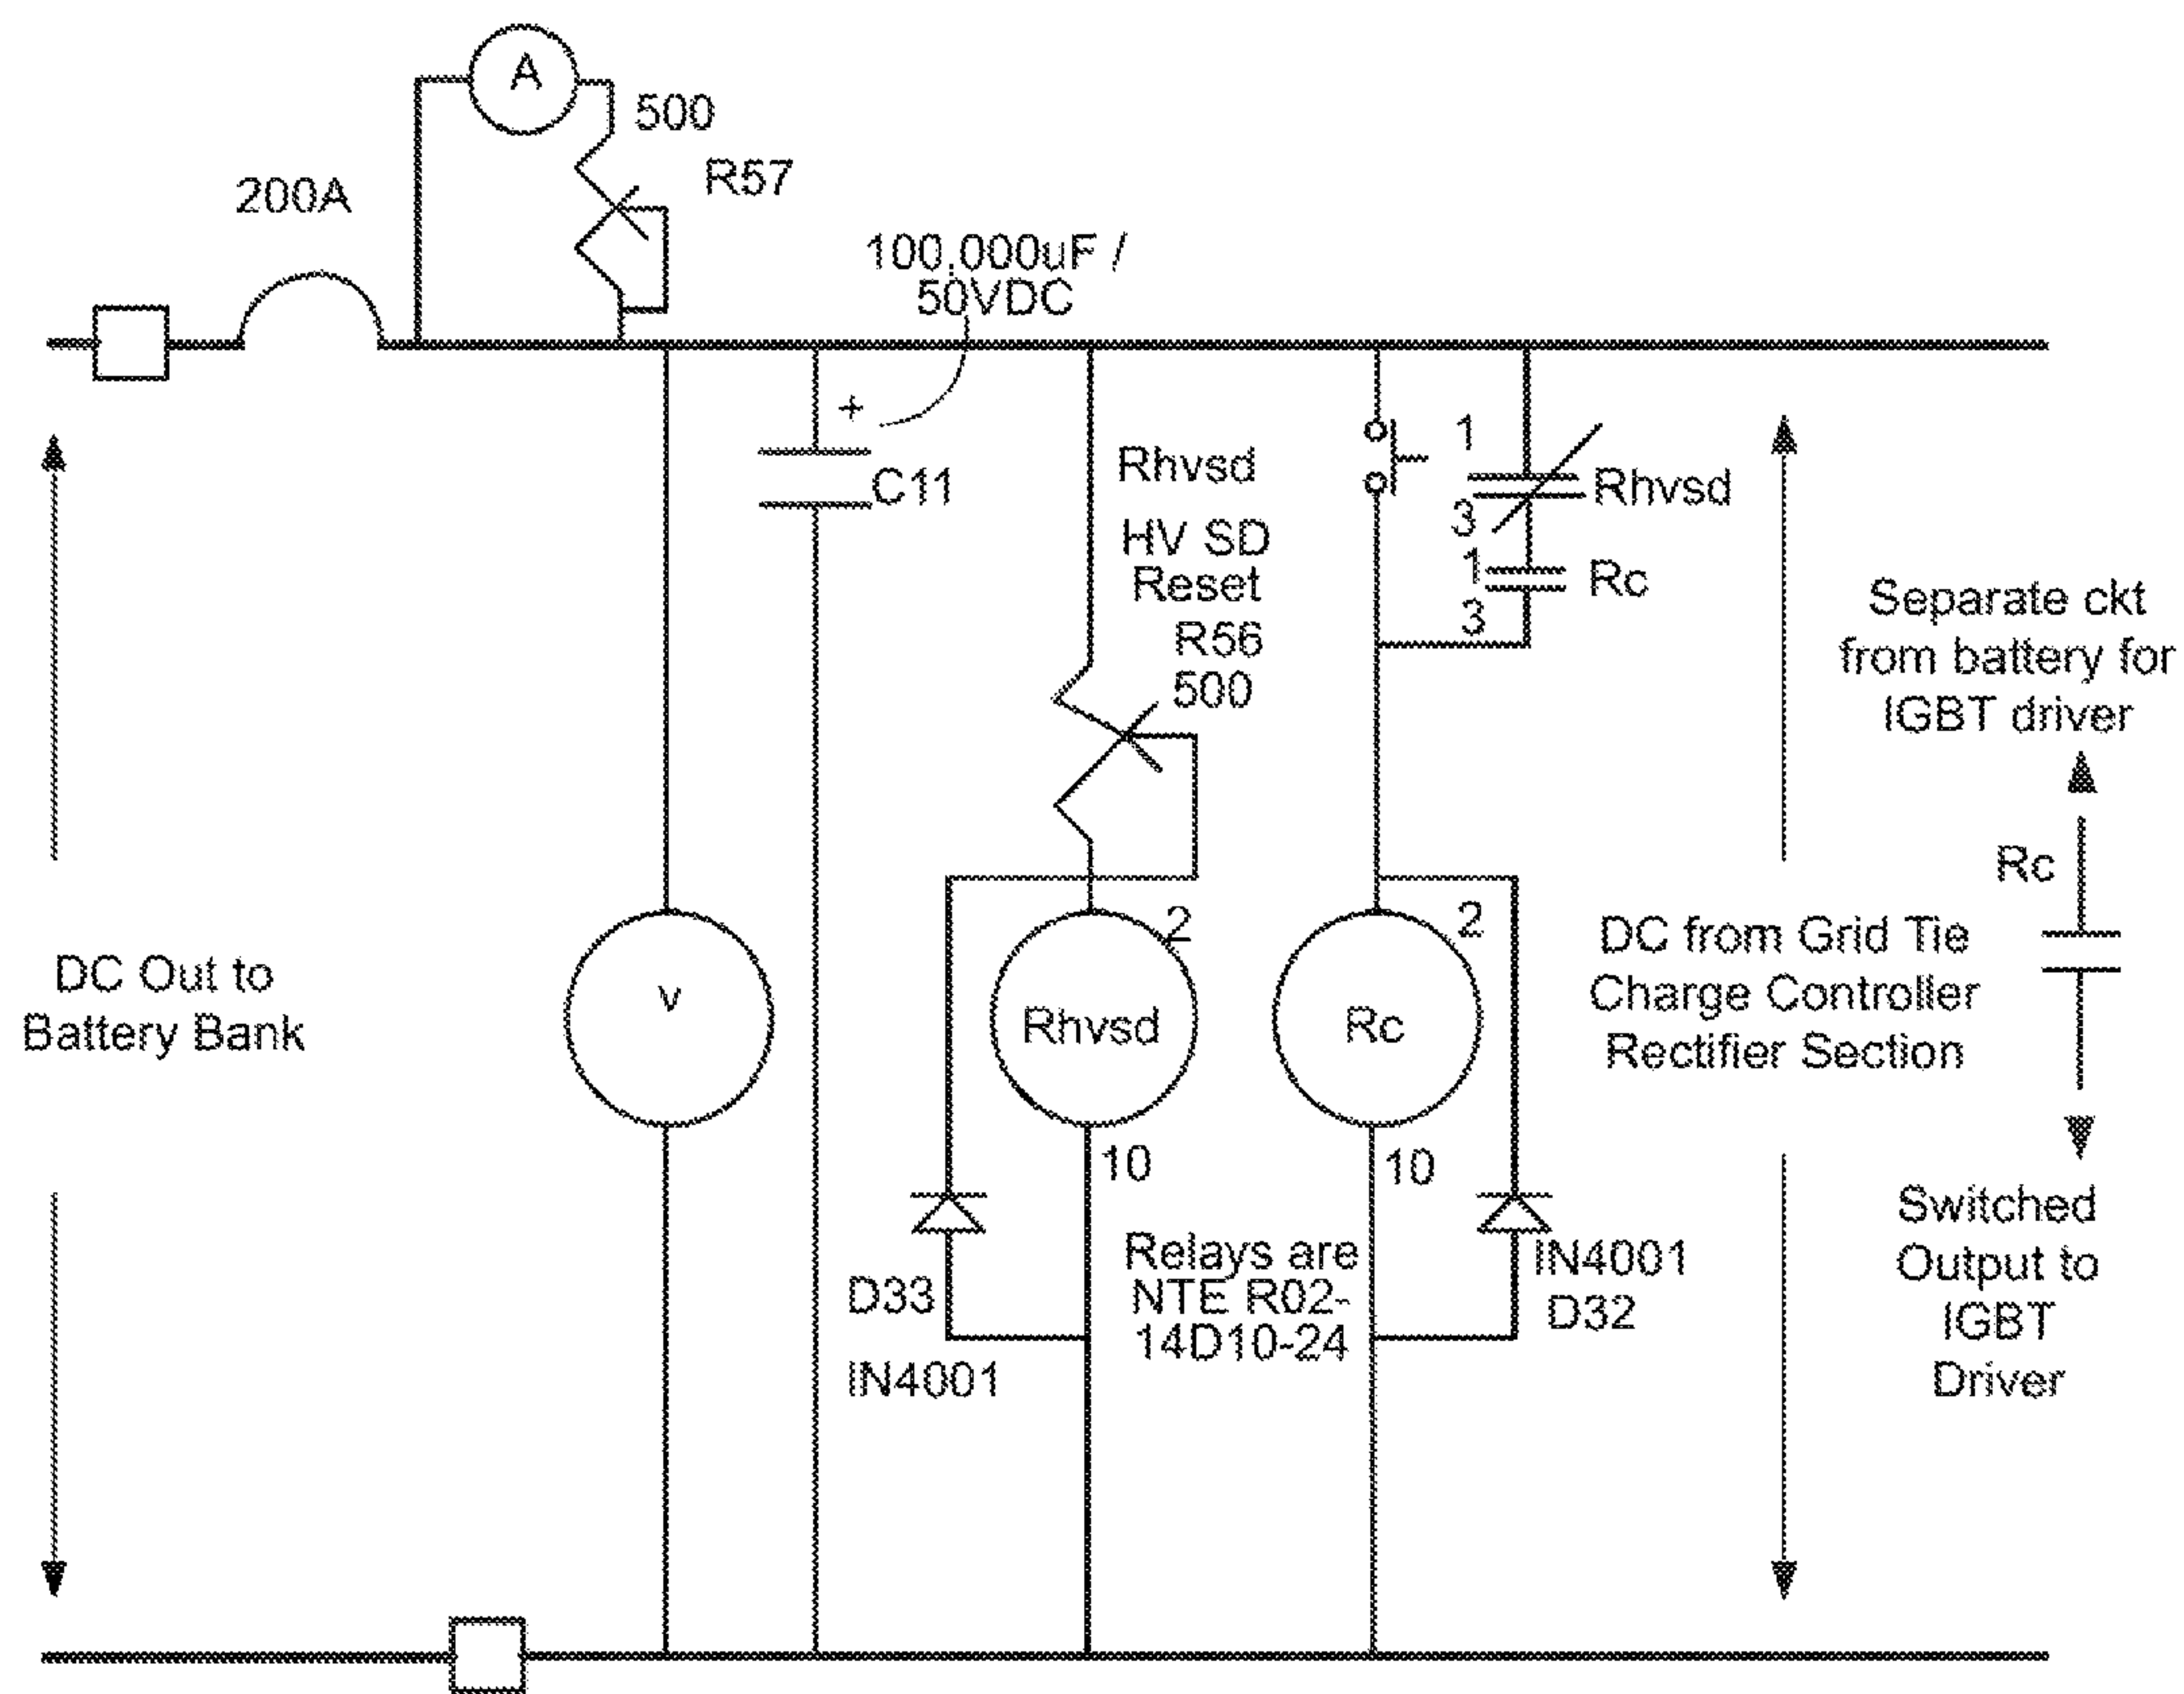 A
500
R57
200A
100,000uF /
50VDC
+
C11
Rhvsd
HV SD
Reset
R56
500
1
3
Rhvsd
1
3
Rc
Separate ckt
from battery for
IGBT driver
Rc
DC Out to
Battery Bank
v
2
Rhvsd
10
2
Rc
10
DC from Grid Tie
Charge Controller
Rectifier Section
D33
IN4001
Relays are
NTE R02-
14D10-24
IN4001
D32
Switched
Output to
IGBT
Driver